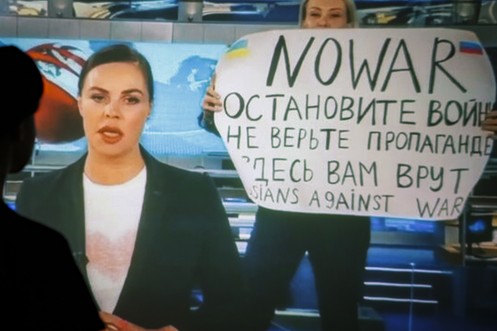 NO WAR
ОСТАНОВИТЕ ВОЙН
НЕ ВЕРЬТЕ ПРОПАГАНДЕ
ЗДЕСЬ ВАМ ВРУТ
SIANS AGAINST WAR